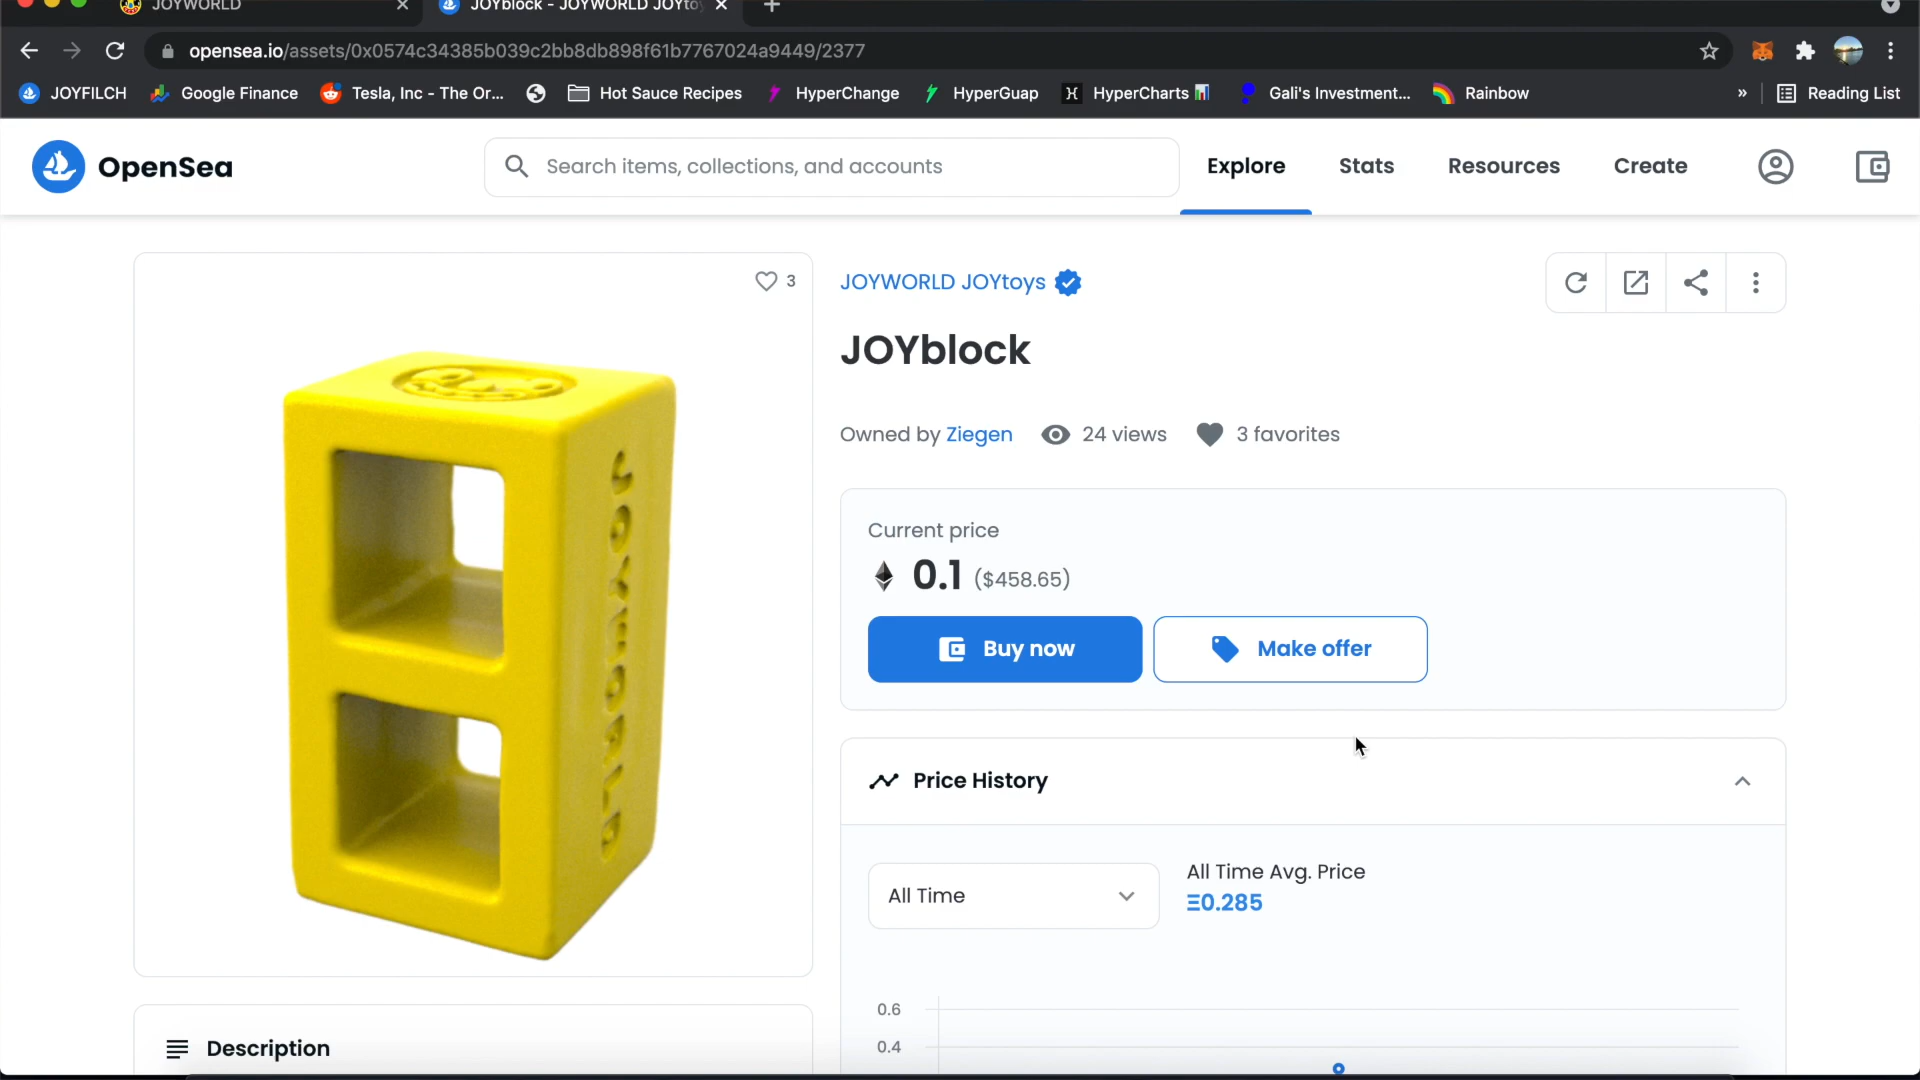 JOYWORLD
JOYblock - JOYWORLD JOYto
opensea.io/assets/0x0574c34385b039c2bb8db898f61b7767024a9449/2377
JOYFILCH Google Finance Tesla, Inc - The Or... Hot Sauce Recipes HyperChange HyperGuap HyperCharts Gali's Investment... Rainbow » Reading List
OpenSea Search items, collections, and accounts Explore Stats Resources Create
3
JOYWORLD JOYtoys
JOYblock
Owned by Ziegen 24 views 3 favorites
Current price
0.1 ($458.65)
Buy now Make offer
JOYWORLD
Price History
All Time
All Time Avg. Price
Ξ0.285
0.6
0.4
Description